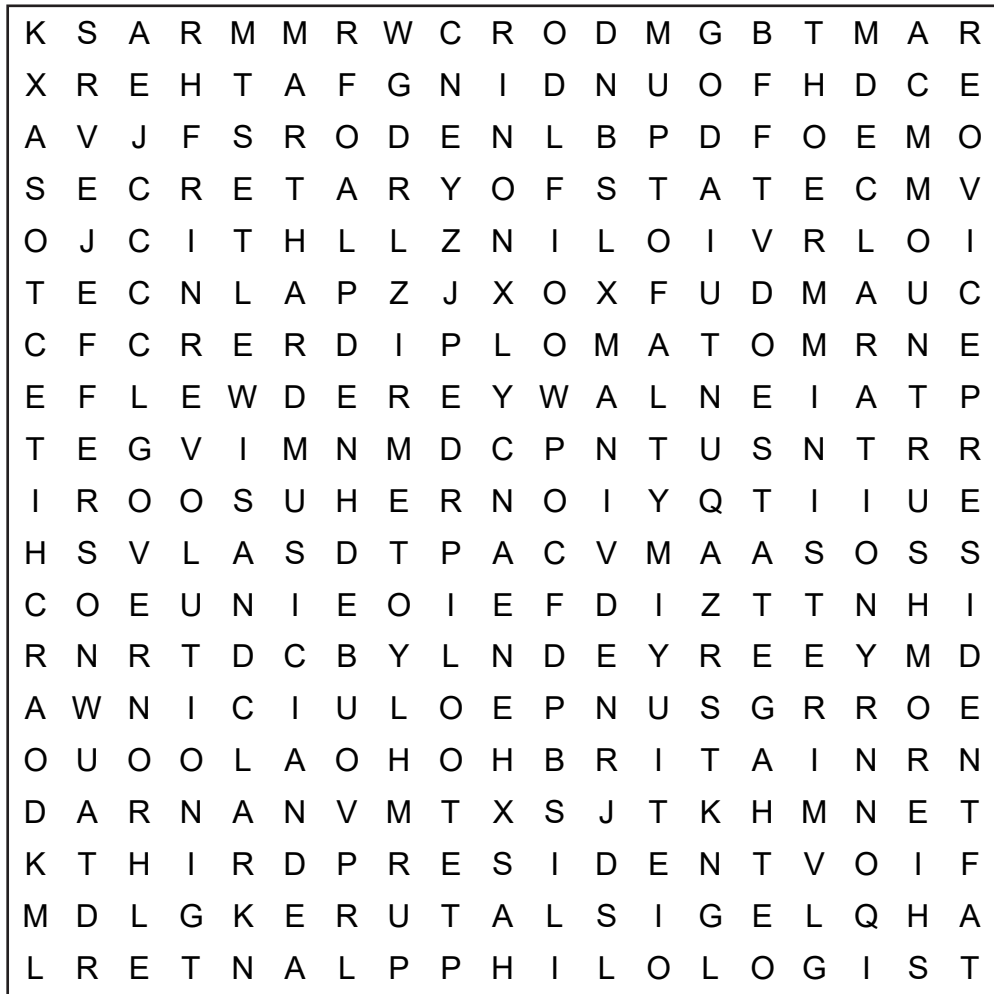 K S A R M M R W C R O D M G B T M A R
X R E H T A F G N I D N U O F H D C E
A V J F S R O D E N L B P D F O E M O
S E C R E T A R Y O F S T A T E C M V
O J C I T H L L Z N I L O I V R L O I
T E C N L A P Z J X O X F U D M A U C
C F C R E R D I P L O M A T O M R N E
E F L E W D E R E Y W A L N E I A T P
T E G V I M N M D C P N T U S N T R R
I R O O S U H E R N O I Y Q T I I U E
H S V L A S D T P A C V M A A S O S S
C O E U N I E O I E F D I Z T T N H I
R N R T D C B Y L N D E Y R E E Y M D
A W N I C I U L O E P N U S G R R O E
O U O O L A O H O H B R I T A I N R N
D A R N A N V M T X S J T K H M N E T
K T H I R D P R E S I D E N T V O I F
M D L G K E R U T A L S I G E L Q H A
L R E T N A L P P H I L O L O G I S T